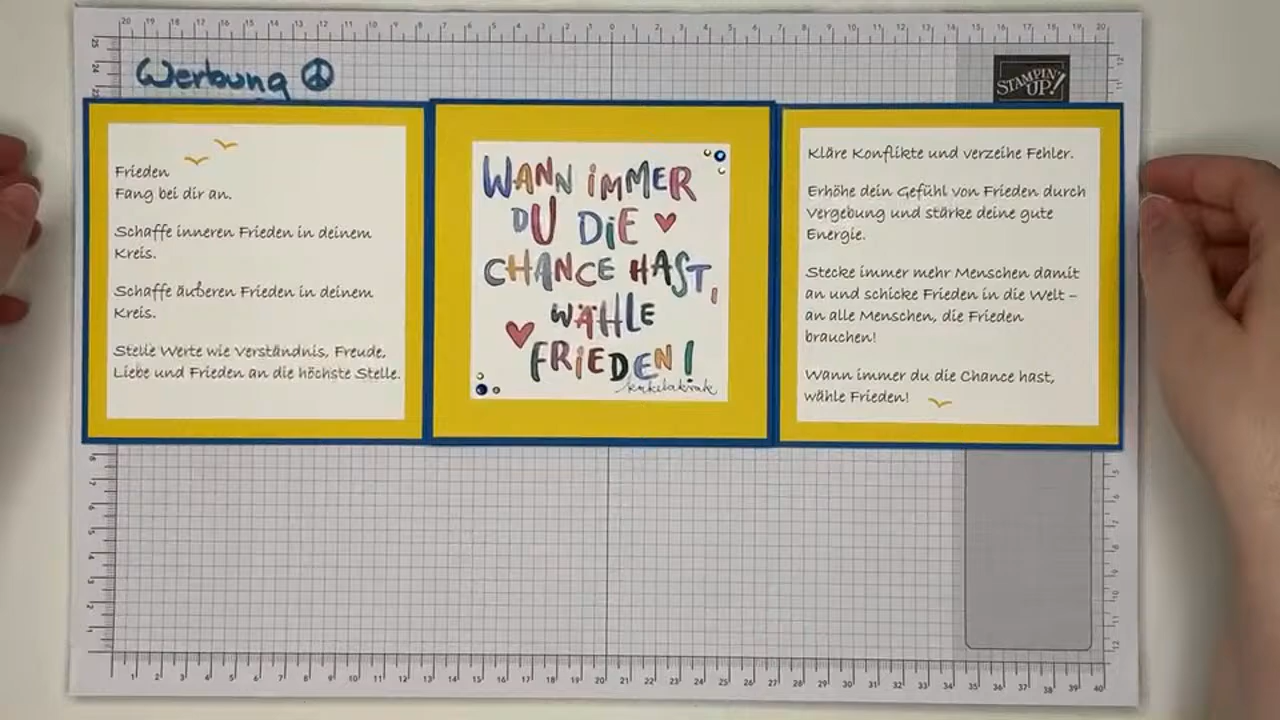 Werbung
STAMPIN' UP!
Frieden
Fang bei dir an.
Schaffe inneren Frieden in deinem
Kreis.
Schaffe äußeren Frieden in deinem
Kreis.
Stelle Werte wie Verständnis, Freude,
Liebe und Frieden an die höchste Stelle.
WANN iMMER
DU DiE
CHANCE HAST,
WÄHLE
FRiEDEN!
kukelakrak
Kläre Konflikte und verzeihe Fehler.
Erhöhe dein Gefühl von Frieden durch
Vergebung und stärke deine gute
Energie.
Stecke immer mehr Menschen damit
an und schicke Frieden in die Welt –
an alle Menschen, die Frieden
brauchen!
Wann immer du die Chance hast,
wähle Frieden!